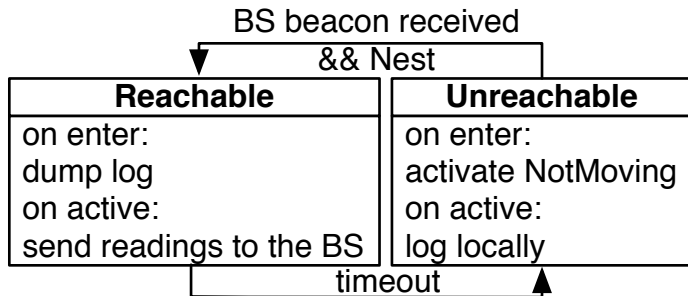 BS beacon received
&& Nest
Reachable
on enter:
dump log
on active:
send readings to the BS
Unreachable
on enter:
activate NotMoving
on active:
log locally
timeout